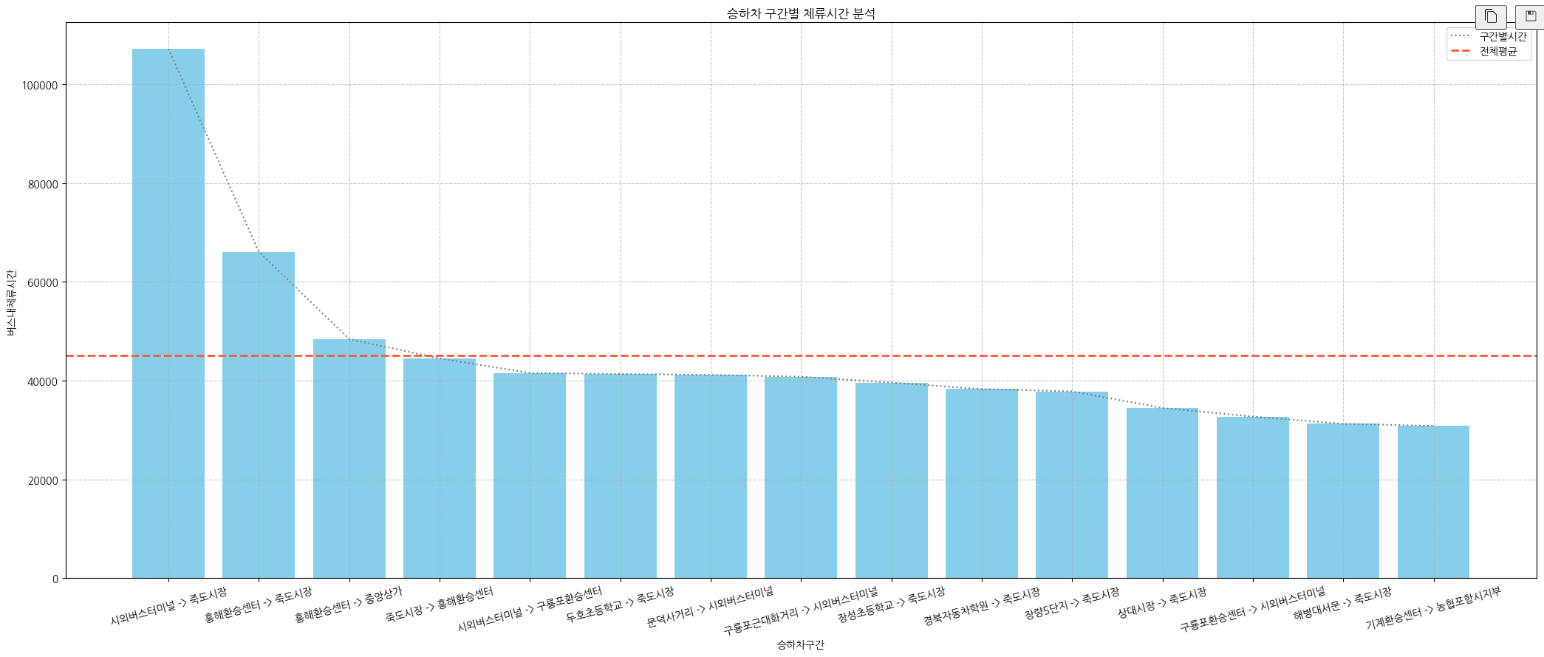 승하차 구간별 체류시간 분석
구간별시간
전체평균
버스내체류시간
100000
80000
60000
40000
20000
0
시외버스터미널 -> 죽도시장
흥해환승센터 -> 죽도시장
흥해환승센터 -> 중앙상가
죽도시장 -> 흥해환승센터
시외버스터미널 -> 구룡포환승센터
두호초등학교 -> 죽도시장
문덕사거리 -> 시외버스터미널
구룡포근대화거리 -> 시외버스터미널
장성초등학교 -> 죽도시장
경북자동차학원 -> 죽도시장
장량5단지 -> 죽도시장
상대시장 -> 죽도시장
구룡포환승센터 -> 시외버스터미널
해병대서문 -> 죽도시장
기계환승센터 -> 농협포항시지부
승하차구간